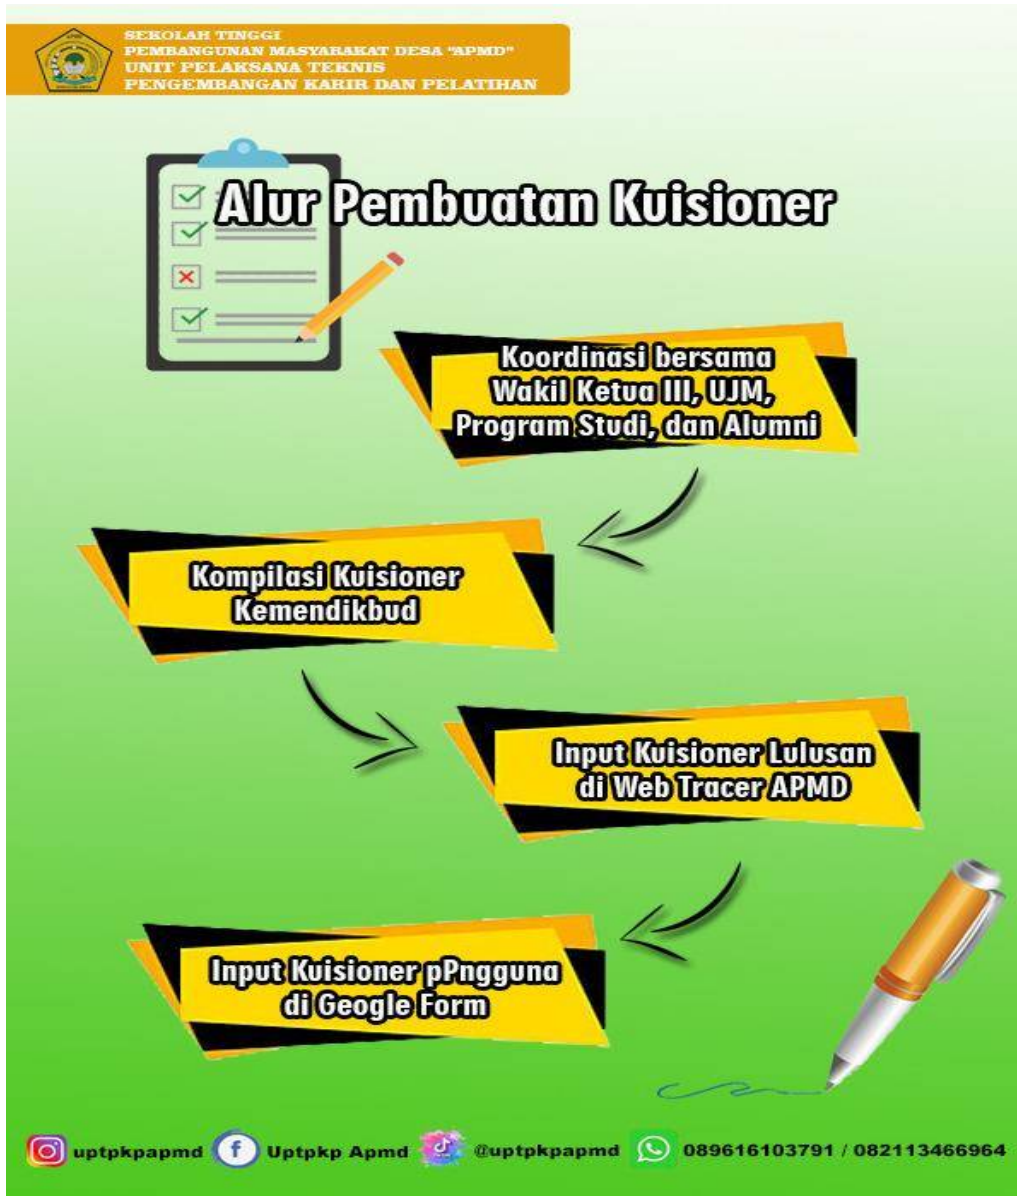 SEKOLAH TINGGI
PEMBANGUNAN MASYARAKAT DESA "APMD"
UNIT PELAKSANA TEKNIS
PENGEMBANGAN KARIR DAN PELATIHAN
Alur Pembuatan Kuisioner
Koordinasi bersama
Wakil Ketua III, UJM,
Program Studi, dan Alumni
Kompilasi Kuisioner
Kemendikbud
Input Kuisioner Lulusan
di Web Tracer APMD
Input Kuisioner pPngguna
di Geogle Form
uptpkpapmd Uptpkp Apmd @uptpkpapmd 089616103791 / 082113466964